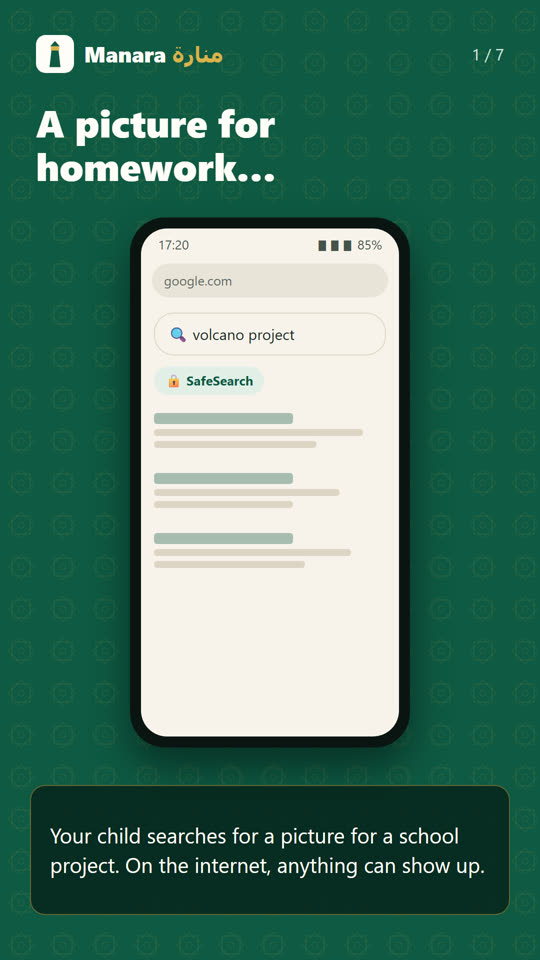 Manara منارة
1 / 7
A picture for
homework...
17:20
85%
google.com
volcano project
SafeSearch
Your child searches for a picture for a school
project. On the internet, anything can show up.